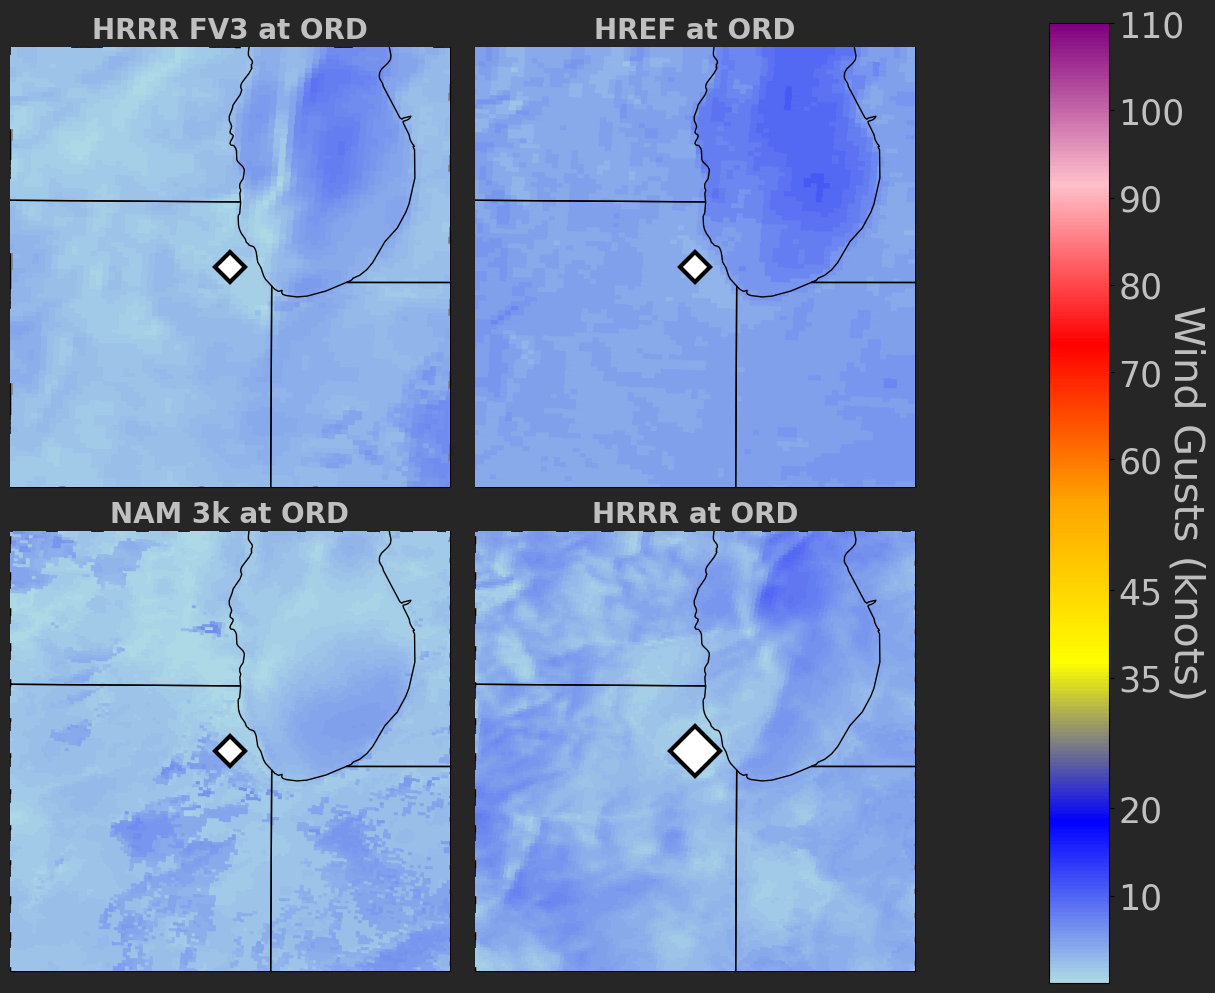 HRRR FV3 at ORD
HREF at ORD
NAM 3k at ORD
HRRR at ORD
110
100
90
80
70
60
45
35
20
10
Wind Gusts (knots)